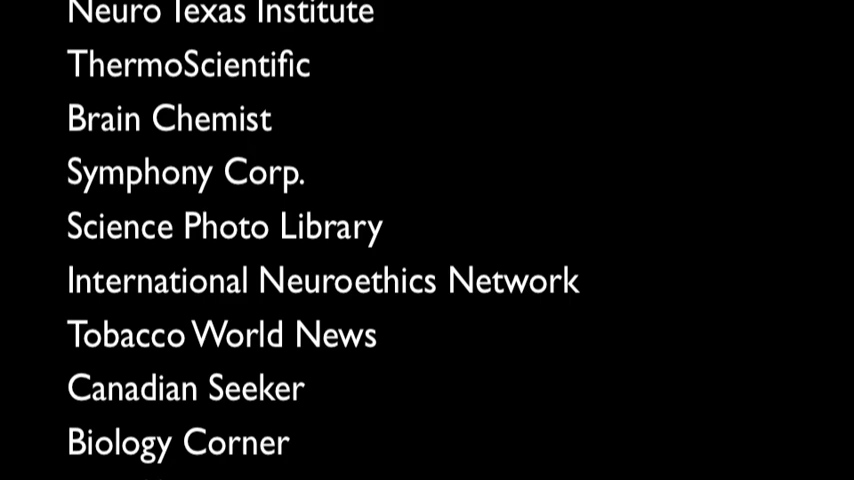 Neuro Texas Institute
ThermoScientific
Brain Chemist
Symphony Corp.
Science Photo Library
International Neuroethics Network
Tobacco World News
Canadian Seeker
Biology Corner